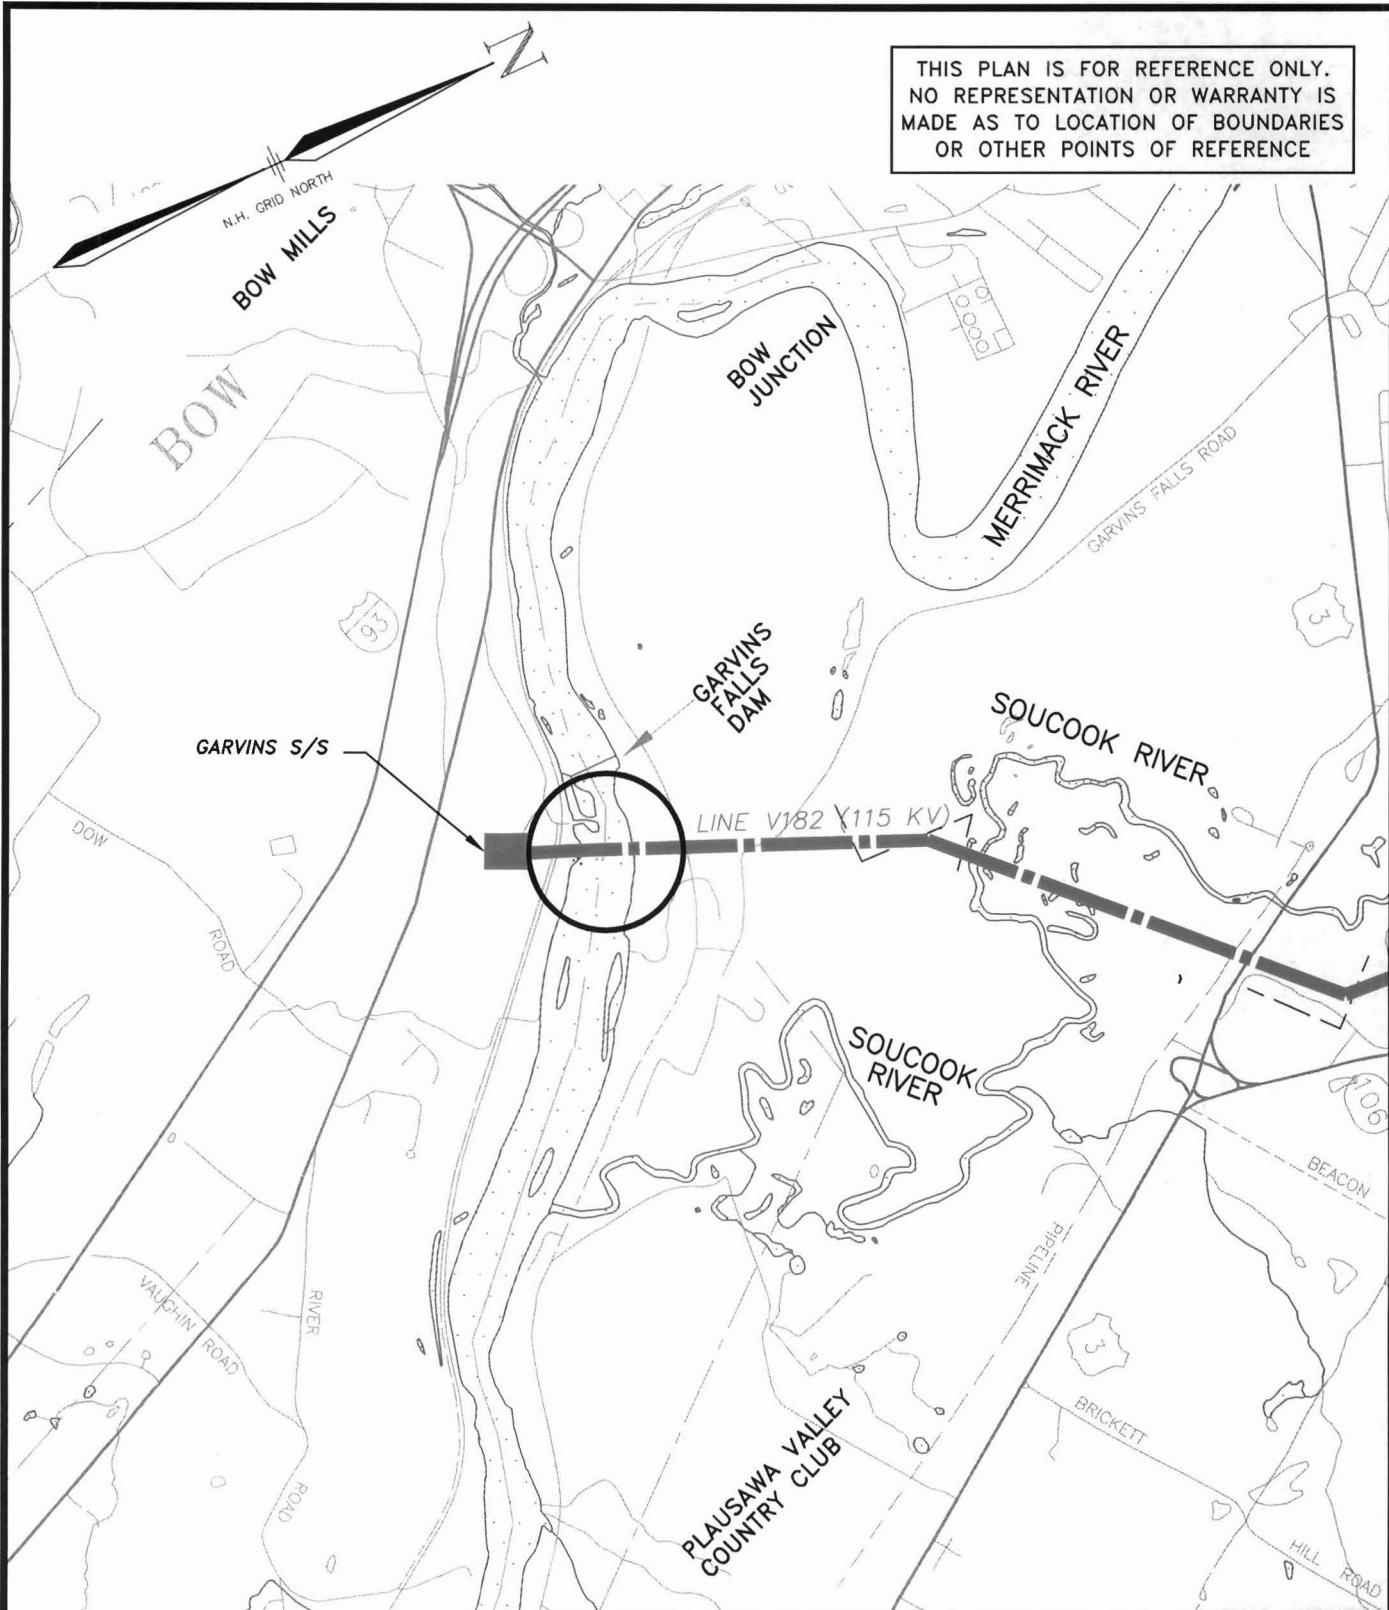 N
THIS PLAN IS FOR REFERENCE ONLY.
NO REPRESENTATION OR WARRANTY IS
MADE AS TO LOCATION OF BOUNDARIES
OR OTHER POINTS OF REFERENCE
N.H. GRID NORTH
BOW MILLS
BOW
BOW
JUNCTION
MERRIMACK RIVER
GARVINS FALLS ROAD
93
3
GARVINS
FALLS
DAM
SOUCOOK RIVER
GARVINS S/S
LINE V182 (115 KV)
DOW
ROAD
SOUCOOK
RIVER
106
BEACON
PIPELINE
VAUGHN ROAD
RIVER
ROAD
3
BRICKETT
HILL ROAD
PLAUSAWA VALLEY
COUNTRY CLUB